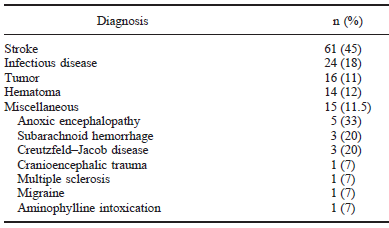 Diagnosis n (%)
Stroke 61 (45)
Infectious disease 24 (18)
Tumor 16 (11)
Hematoma 14 (12)
Miscellaneous 15 (11.5)
Anoxic encephalopathy 5 (33)
Subarachnoid hemorrhage 3 (20)
Creutzfeld–Jacob disease 3 (20)
Cranioencephalic trauma 1 (7)
Multiple sclerosis 1 (7)
Migraine 1 (7)
Aminophylline intoxication 1 (7)